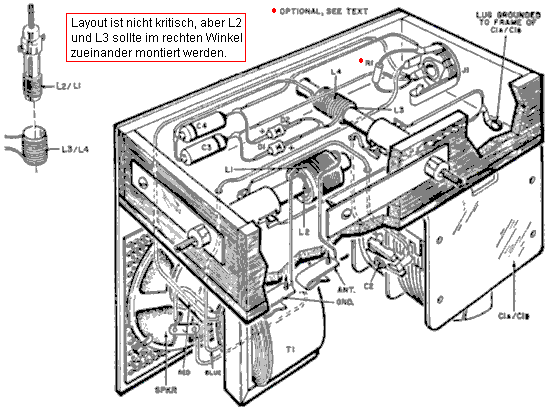 Layout ist nicht kritisch, aber L2
und L3 sollte im rechten Winkel
zueinander montiert werden.
• OPTIONAL, SEE TEXT
LUG GROUNDED
TO FRAME OF
C1a/C1b
L2/L1
L3/L4
L4
R1
J1
C4
D2
L3
C3
D1
L1
L2
ANT.
GND.
C2
C1a/C1b
T1
RED
BLUE
SPKR